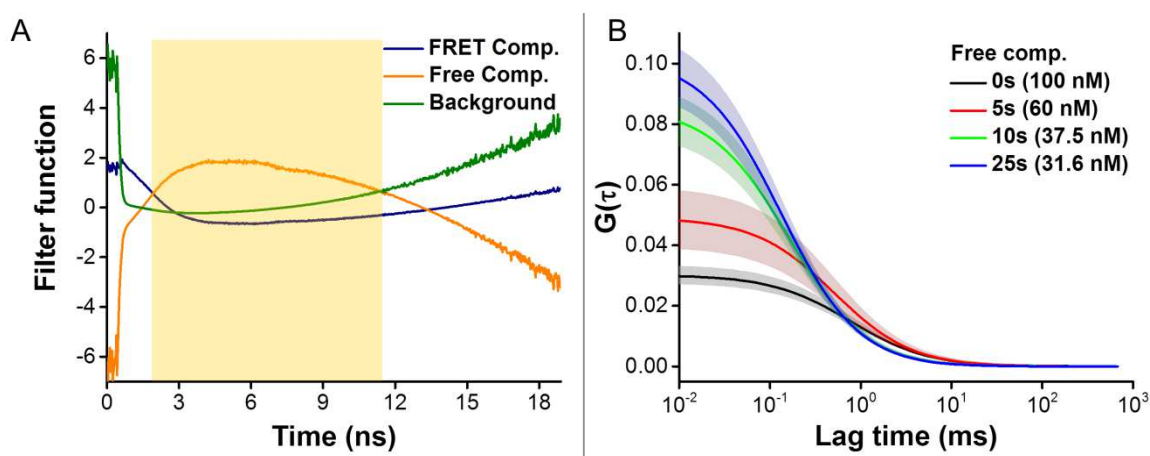 A
FRET Comp.
Free Comp.
Background
Filter function
6
4
2
0
-2
-4
-6
0 3 6 9 12 15 18
Time (ns)
B
Free comp.
0s (100 nM)
5s (60 nM)
10s (37.5 nM)
25s (31.6 nM)
G(τ)
0.10
0.08
0.06
0.04
0.02
0.00
10⁻² 10⁻¹ 10⁰ 10¹ 10² 10³
Lag time (ms)